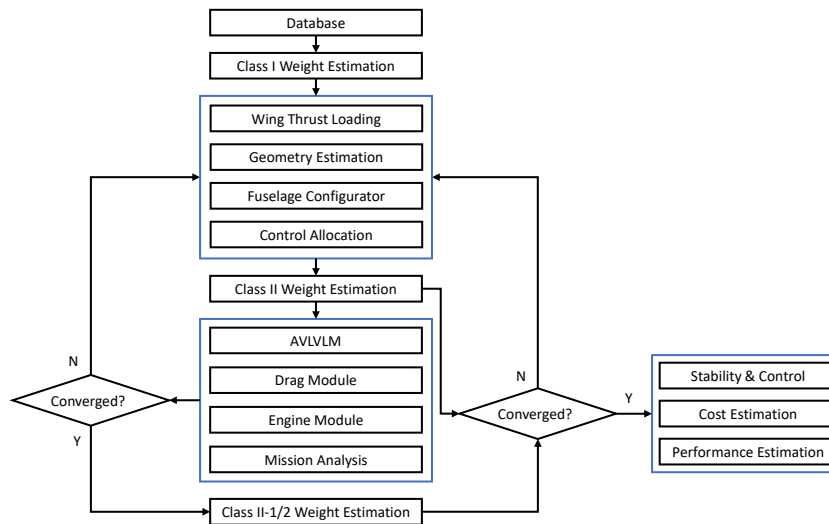 Database
Class I Weight Estimation
Wing Thrust Loading
Geometry Estimation
Fuselage Configurator
Control Allocation
Class II Weight Estimation
AVLVLM
Drag Module
Engine Module
Mission Analysis
N
Converged?
Y
Class II-1/2 Weight Estimation
N
Converged?
Y
Stability & Control
Cost Estimation
Performance Estimation